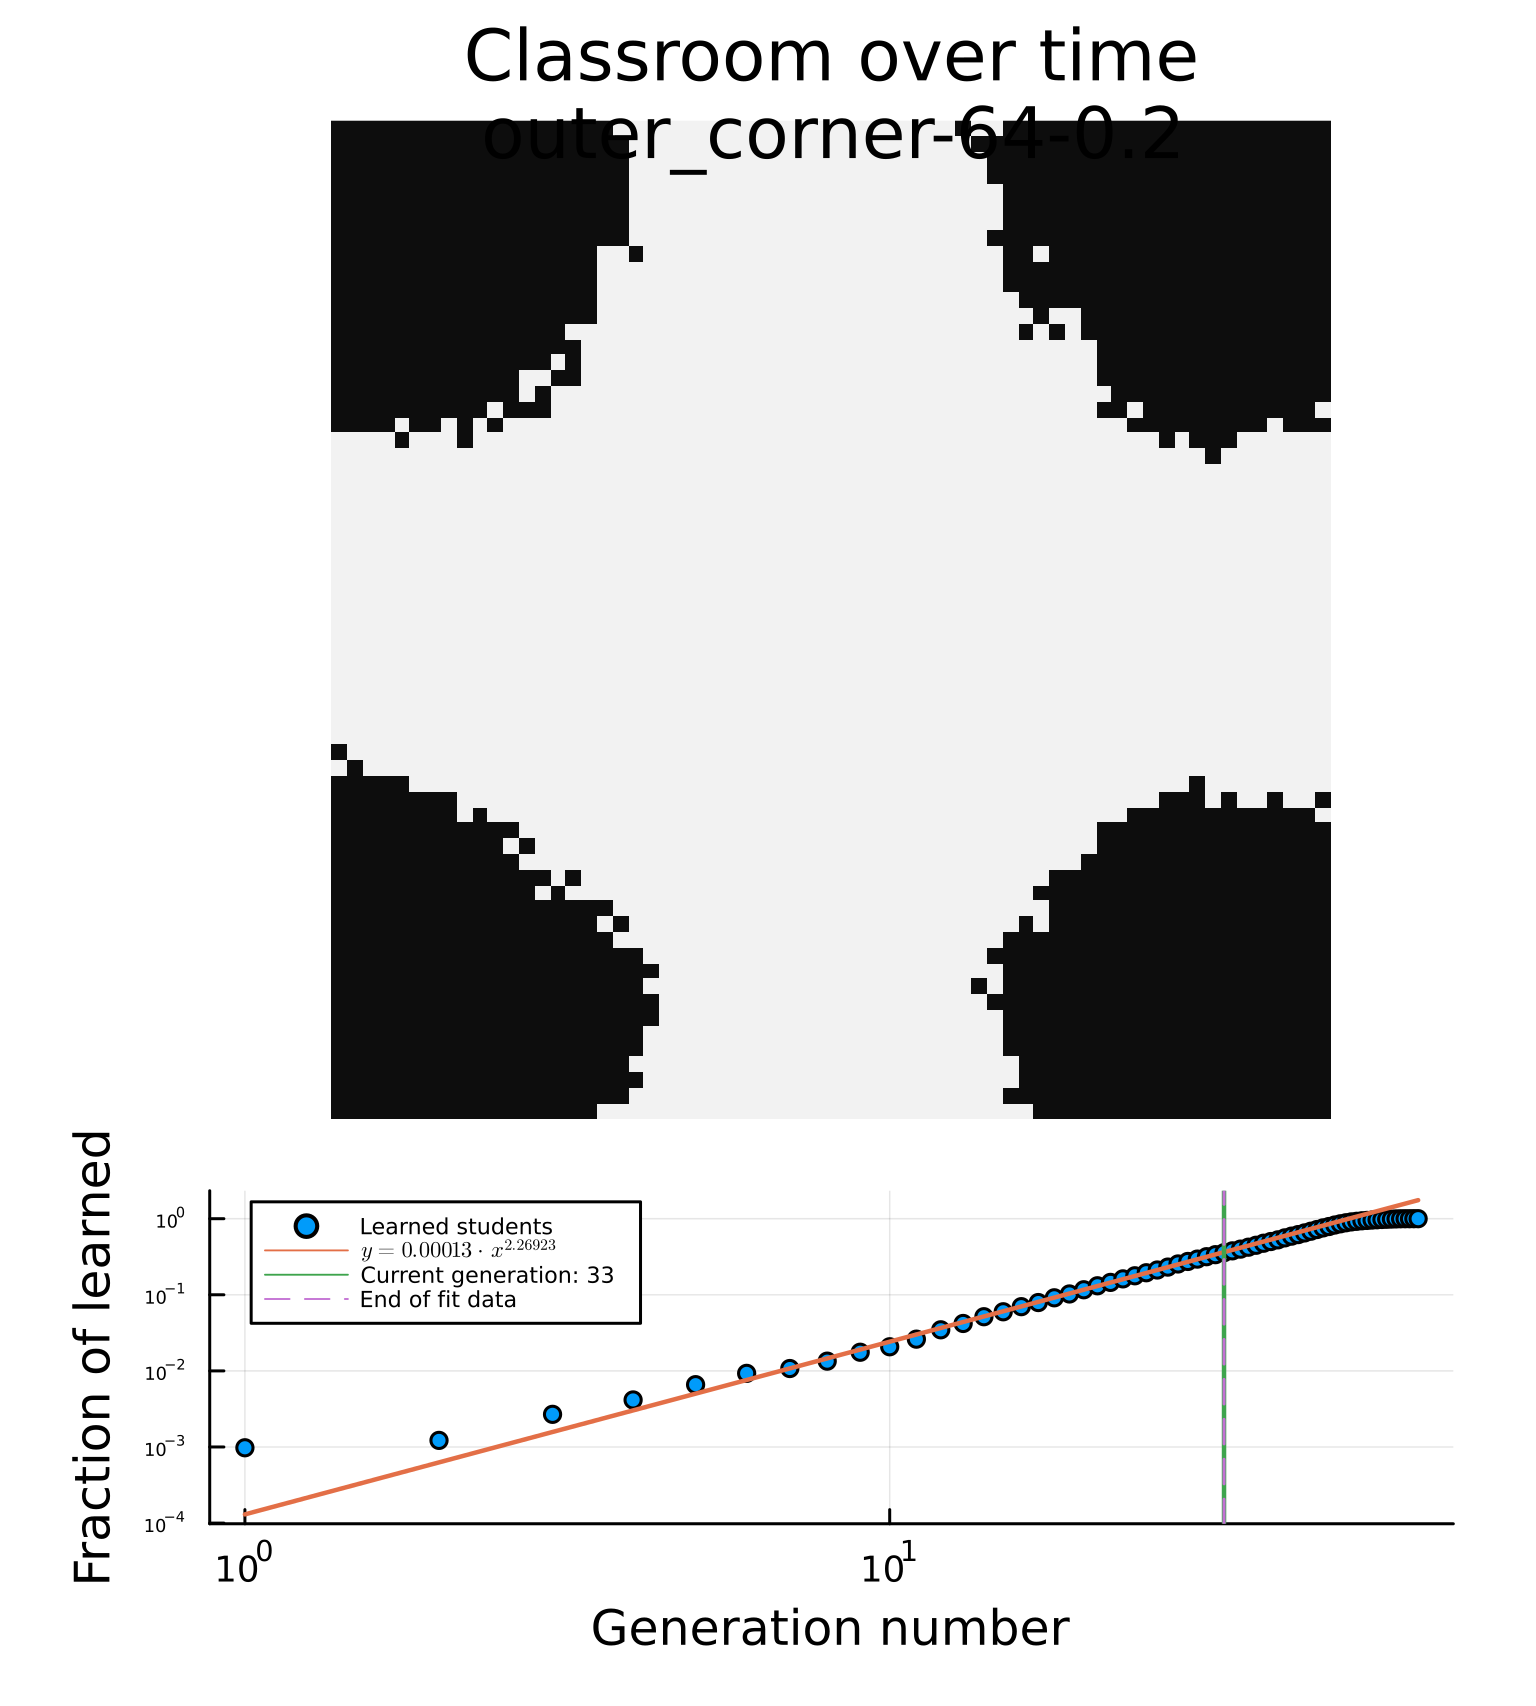 Classroom over time
outer_corner-64-0.2
Fraction of learned
10⁰
10⁻¹
10⁻²
10⁻³
10⁻⁴
Learned students
y = 0.00013 · x^2.26923
Current generation: 33
End of fit data
10⁰
10¹
Generation number